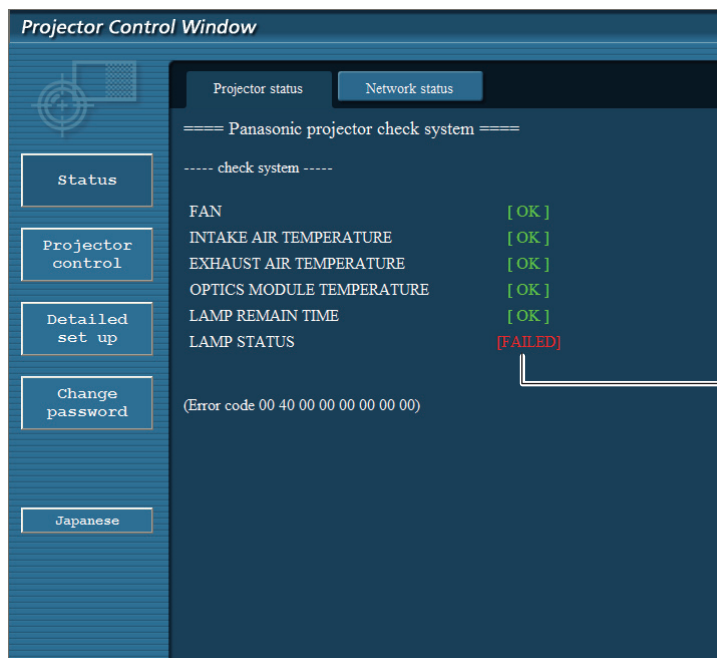 Projector Control Window
Projector status
Network status
==== Panasonic projector check system ====
----- check system -----
Status
FAN [ OK ]
INTAKE AIR TEMPERATURE [ OK ]
Projector
control
EXHAUST AIR TEMPERATURE [ OK ]
OPTICS MODULE TEMPERATURE [ OK ]
LAMP REMAIN TIME [ OK ]
Detailed
set up
LAMP STATUS [FAILED]
Change
password
(Error code 00 40 00 00 00 00 00 00)
Japanese